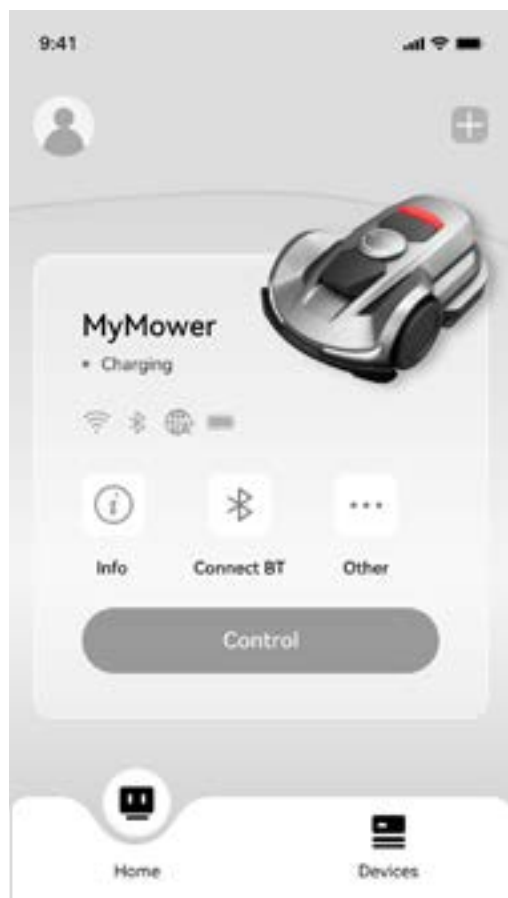 9:41
MyMower
• Charging
Info
Connect BT
Other
Control
Home
Devices